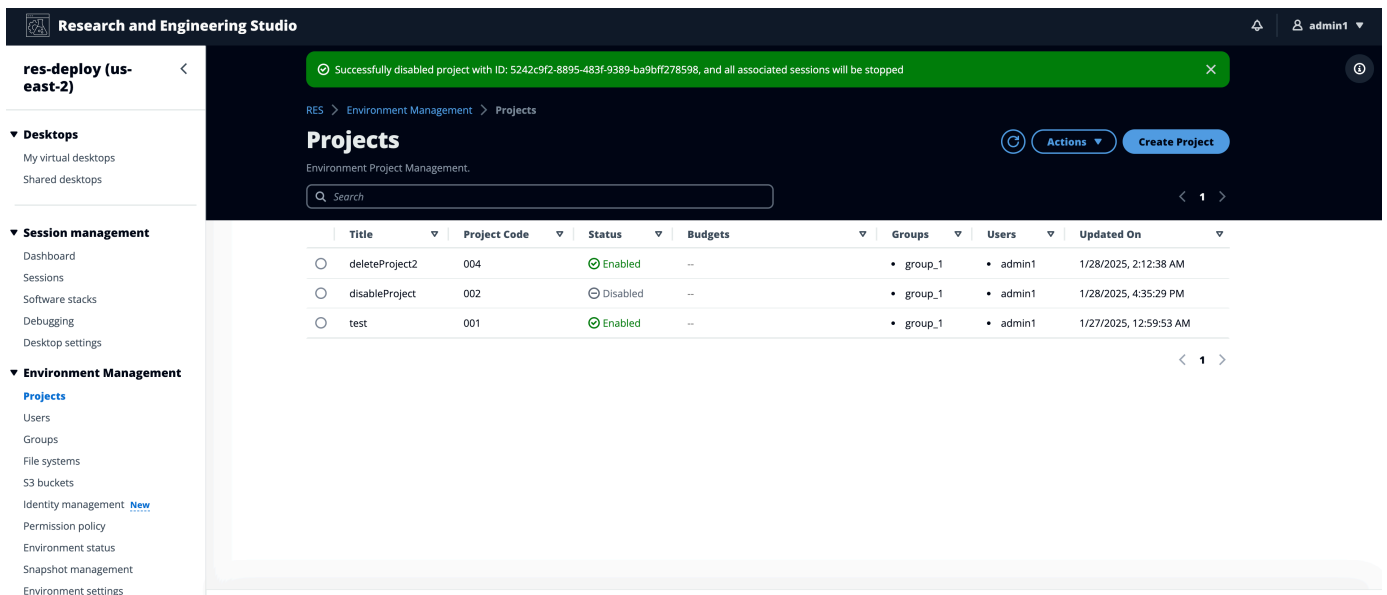 Research and Engineering Studio
admin1
res-deploy (us-east-2)
Desktops
My virtual desktops
Shared desktops
Session management
Dashboard
Sessions
Software stacks
Debugging
Desktop settings
Environment Management
Projects
Users
Groups
File systems
S3 buckets
Identity management New
Permission policy
Environment status
Snapshot management
Environment settings
Successfully disabled project with ID: 5242c9f2-8895-483f-9389-ba9bff278598, and all associated sessions will be stopped
RES > Environment Management > Projects
Projects
Actions
Create Project
Environment Project Management.
Search
1
Title Project Code Status Budgets Groups Users Updated On
deleteProject2 004 Enabled -- • group_1 • admin1 1/28/2025, 2:12:38 AM
disableProject 002 Disabled -- • group_1 • admin1 1/28/2025, 4:35:29 PM
test 001 Enabled -- • group_1 • admin1 1/27/2025, 12:59:53 AM
1